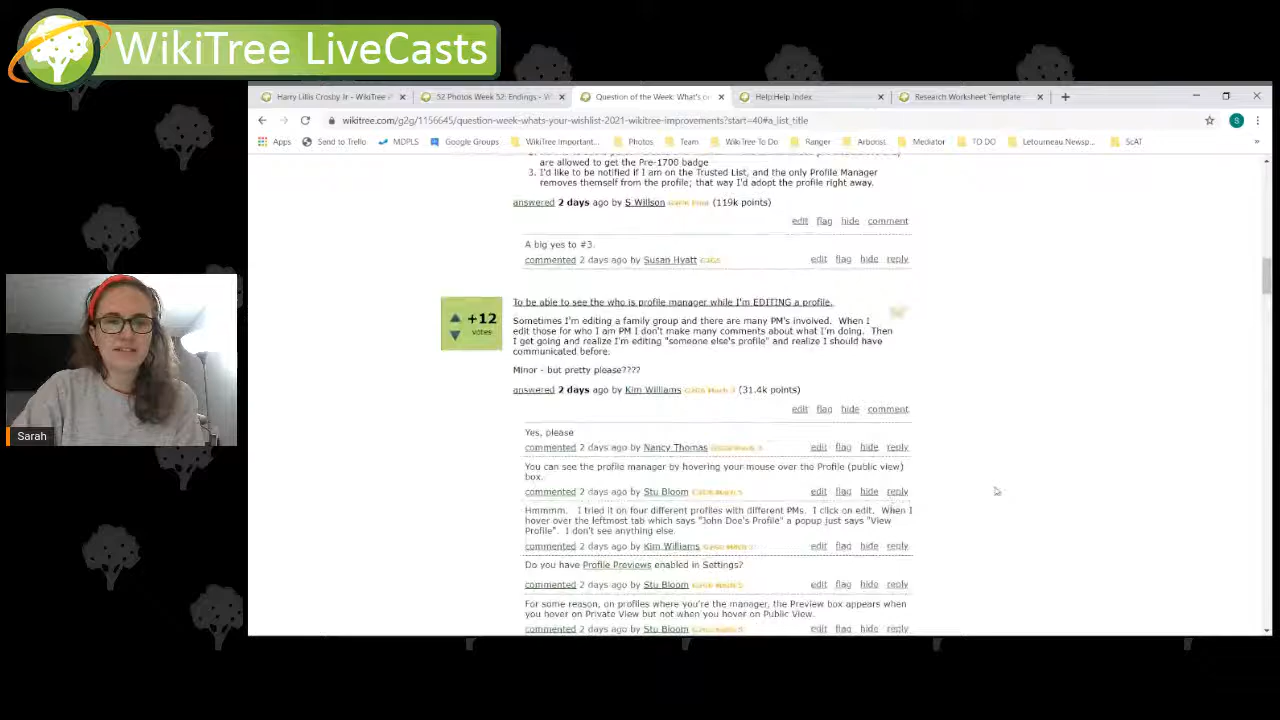 WikiTree LiveCasts
Harry Lillis Crosby Jr - WikiTree
52 Photos Week 52: Endings - W
Question of the Week: What's
Help:Help Index
Research Worksheet Template
wikitree.com/g2g/1156645/question-week-whats-your-wishlist-2021-wikitree-improvements?start=40#a_list_title
Apps Send to Trello MDPLS Google Groups WikiTree Important... Photos Team WikiTree To Do Ranger Arborist Mediator TO DO Letourneau Newsp... ScAT
are allowed to get the Pre-1700 badge
3. I'd like to be notified if I am on the Trusted List, and the only Profile Manager
removes themself from the profile; that way I'd adopt the profile right away.
answered 2 days ago by S Willson (119k points)
edit flag hide comment
A big yes to #3.
commented 2 days ago by Susan Hyatt
edit flag hide reply
+12
votes
To be able to see the who is profile manager while I'm EDITING a profile.
Sometimes I'm editing a family group and there are many PM's involved. When I
edit those for who I am PM I don't make many comments about what I'm doing. Then
I get going and realize I'm editing "someone else's profile" and realize I should have
communicated before.
Minor - but pretty please????
answered 2 days ago by Kim Williams (31.4k points)
edit flag hide comment
Yes, please
commented 2 days ago by Nancy Thomas
edit flag hide reply
You can see the profile manager by hovering your mouse over the Profile (public view)
box.
commented 2 days ago by Stu Bloom
edit flag hide reply
Hmmmm. I tried it on four different profiles with different PMs. I click on edit. When I
hover over the leftmost tab which says "John Doe's Profile" a popup just says "View
Profile". I don't see anything else.
commented 2 days ago by Kim Williams
edit flag hide reply
Do you have Profile Previews enabled in Settings?
commented 2 days ago by Stu Bloom
edit flag hide reply
For some reason, on profiles where you're the manager, the Preview box appears when
you hover on Private View but not when you hover on Public View.
commented 2 days ago by Stu Bloom
edit flag hide reply
Sarah